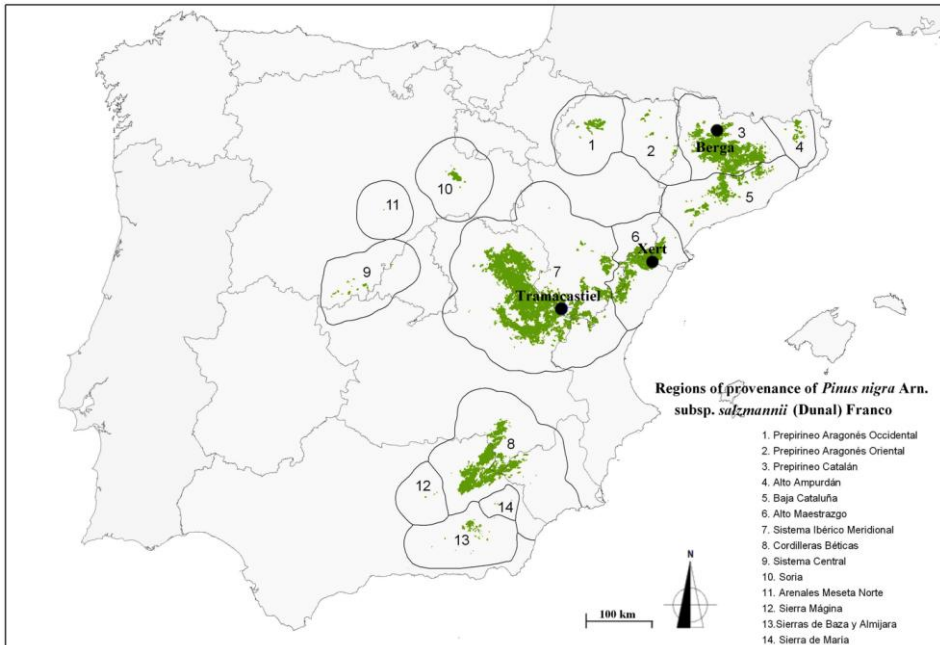 1
2
3
4
Berga
5
10
11
6
Xert
7
9
Tramacastiel
8
12
14
13
Regions of provenance of Pinus nigra Arn.
subsp. salzmannii (Dunal) Franco
1. Prepirineo Aragonés Occidental
2. Prepirineo Aragonés Oriental
3. Prepirineo Catalán
4. Alto Ampurdán
5. Baja Cataluña
6. Alto Maestrazgo
7. Sistema Ibérico Meridional
8. Cordilleras Béticas
9. Sistema Central
10. Soria
11. Arenales Meseta Norte
12. Sierra Mágina
13.Sierras de Baza y Almijara
14. Sierra de María
N
100 km